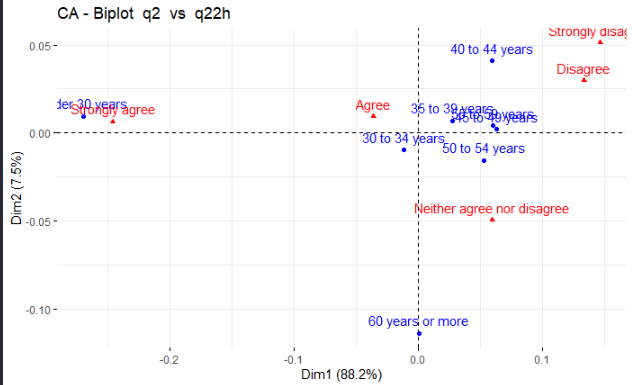 CA - Biplot q2 vs q22h
Strongly disag
0.05
40 to 44 years
Disagree
der 30 years
Strongly agree
Agree
35 to 39 years
0.00
30 to 34 years
50 to 54 years
Neither agree nor disagree
-0.05
-0.10
60 years or more
Dim2 (7.5%)
-0.2
-0.1
0.0
0.1
Dim1 (88.2%)